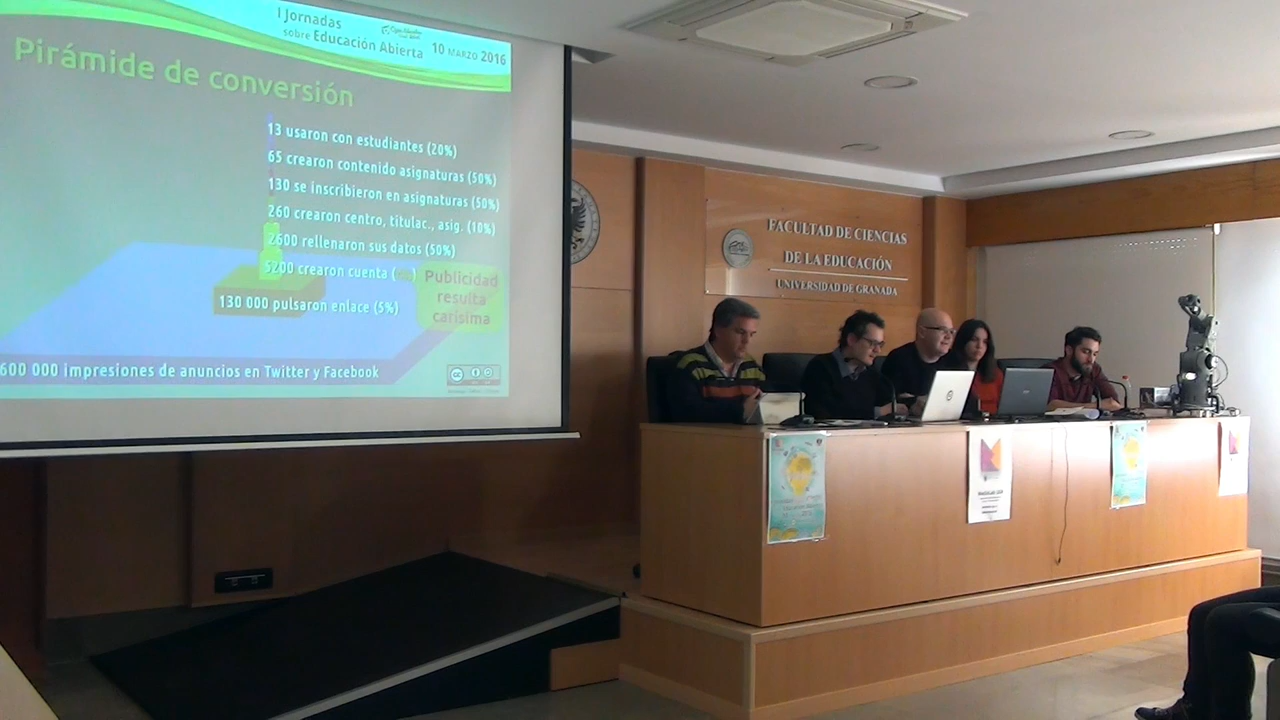 I Jornadas
sobre Educación Abierta
10 MARZO 2016
Pirámide de conversión
13 usaron con estudiantes (20%)
65 crearon contenido asignaturas (50%)
130 se inscribieron en asignaturas (50%)
260 crearon centro, titulac., asig. (10%)
2600 rellenaron sus datos (50%)
5200 crearon cuenta (
Publicidad
resulta
carísima
130 000 pulsaron enlace (5%)
600 000 impresiones de anuncios en Twitter y Facebook
FACULTAD DE CIENCIAS
DE LA EDUCACIÓN
UNIVERSIDAD DE GRANADA